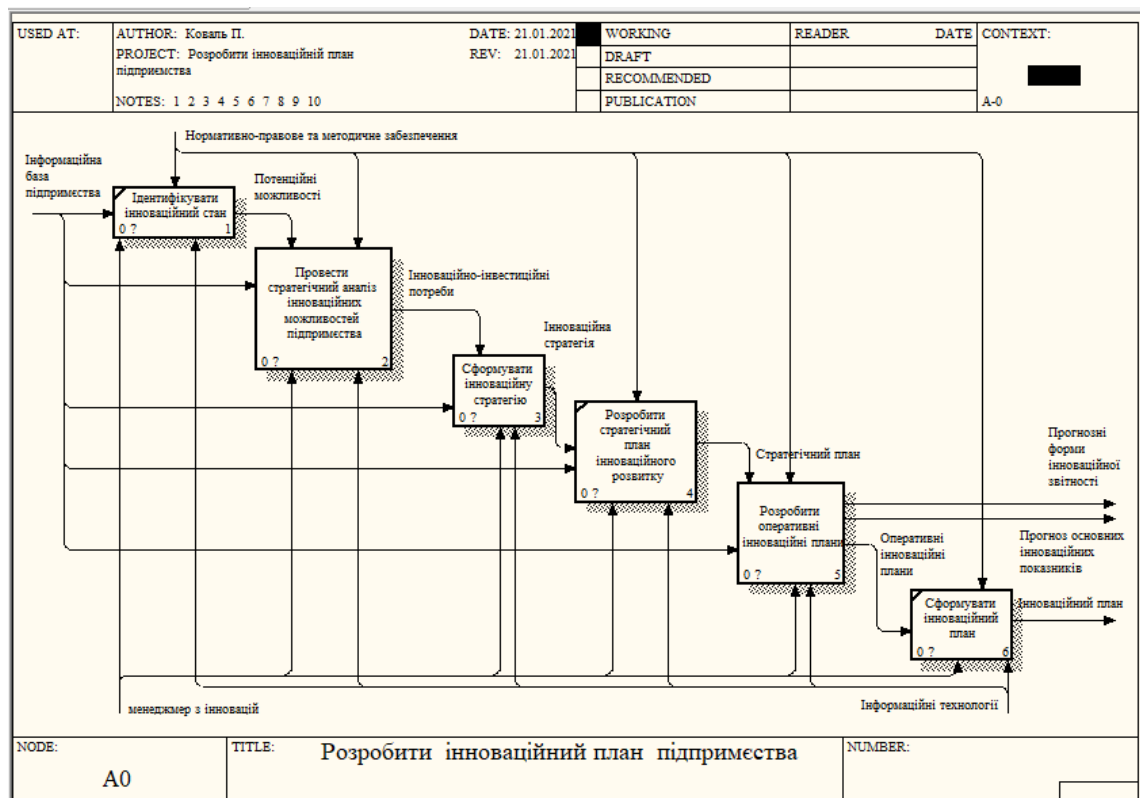 USED AT:
AUTHOR: Коваль П.
DATE: 21.01.2021
PROJECT: Розробити інноваційній план
підприємства
REV: 21.01.2021
NOTES: 1 2 3 4 5 6 7 8 9 10
WORKING
DRAFT
RECOMMENDED
PUBLICATION
READER
DATE
CONTEXT:
A-0
Нормативно-правове та методичне забезпечення
Інформаційна
база
підпримєства
Ідентифікувати
інноваційний стан
0 ?
1
Потенційні
можливості
Провести
стратегічний аналіз
інноваційних
можливостей
підпримєства
0 ?
2
Інноваційно-інвестиційні
потреби
Сформувати
інноваційну
стратегію
0 ?
3
Інноваційна
стратегія
Розробити
стратегічний
план
інноваційного
розвитку
0 ?
4
Стратегічний план
Розробити
оперативні
інноваційні плани
0 ?
5
Прогнозні
форми
інноваційної
звітності
Прогноз основних
інноваційних
показників
Оперативні
інноваційні
плани
Сформувати
інноваційний
план
0 ?
6
Інноваційний план
менеджмер з інновацій
Інформаційні технології
NODE:
A0
TITLE:
Розробити інноваційний план підпримєства
NUMBER: